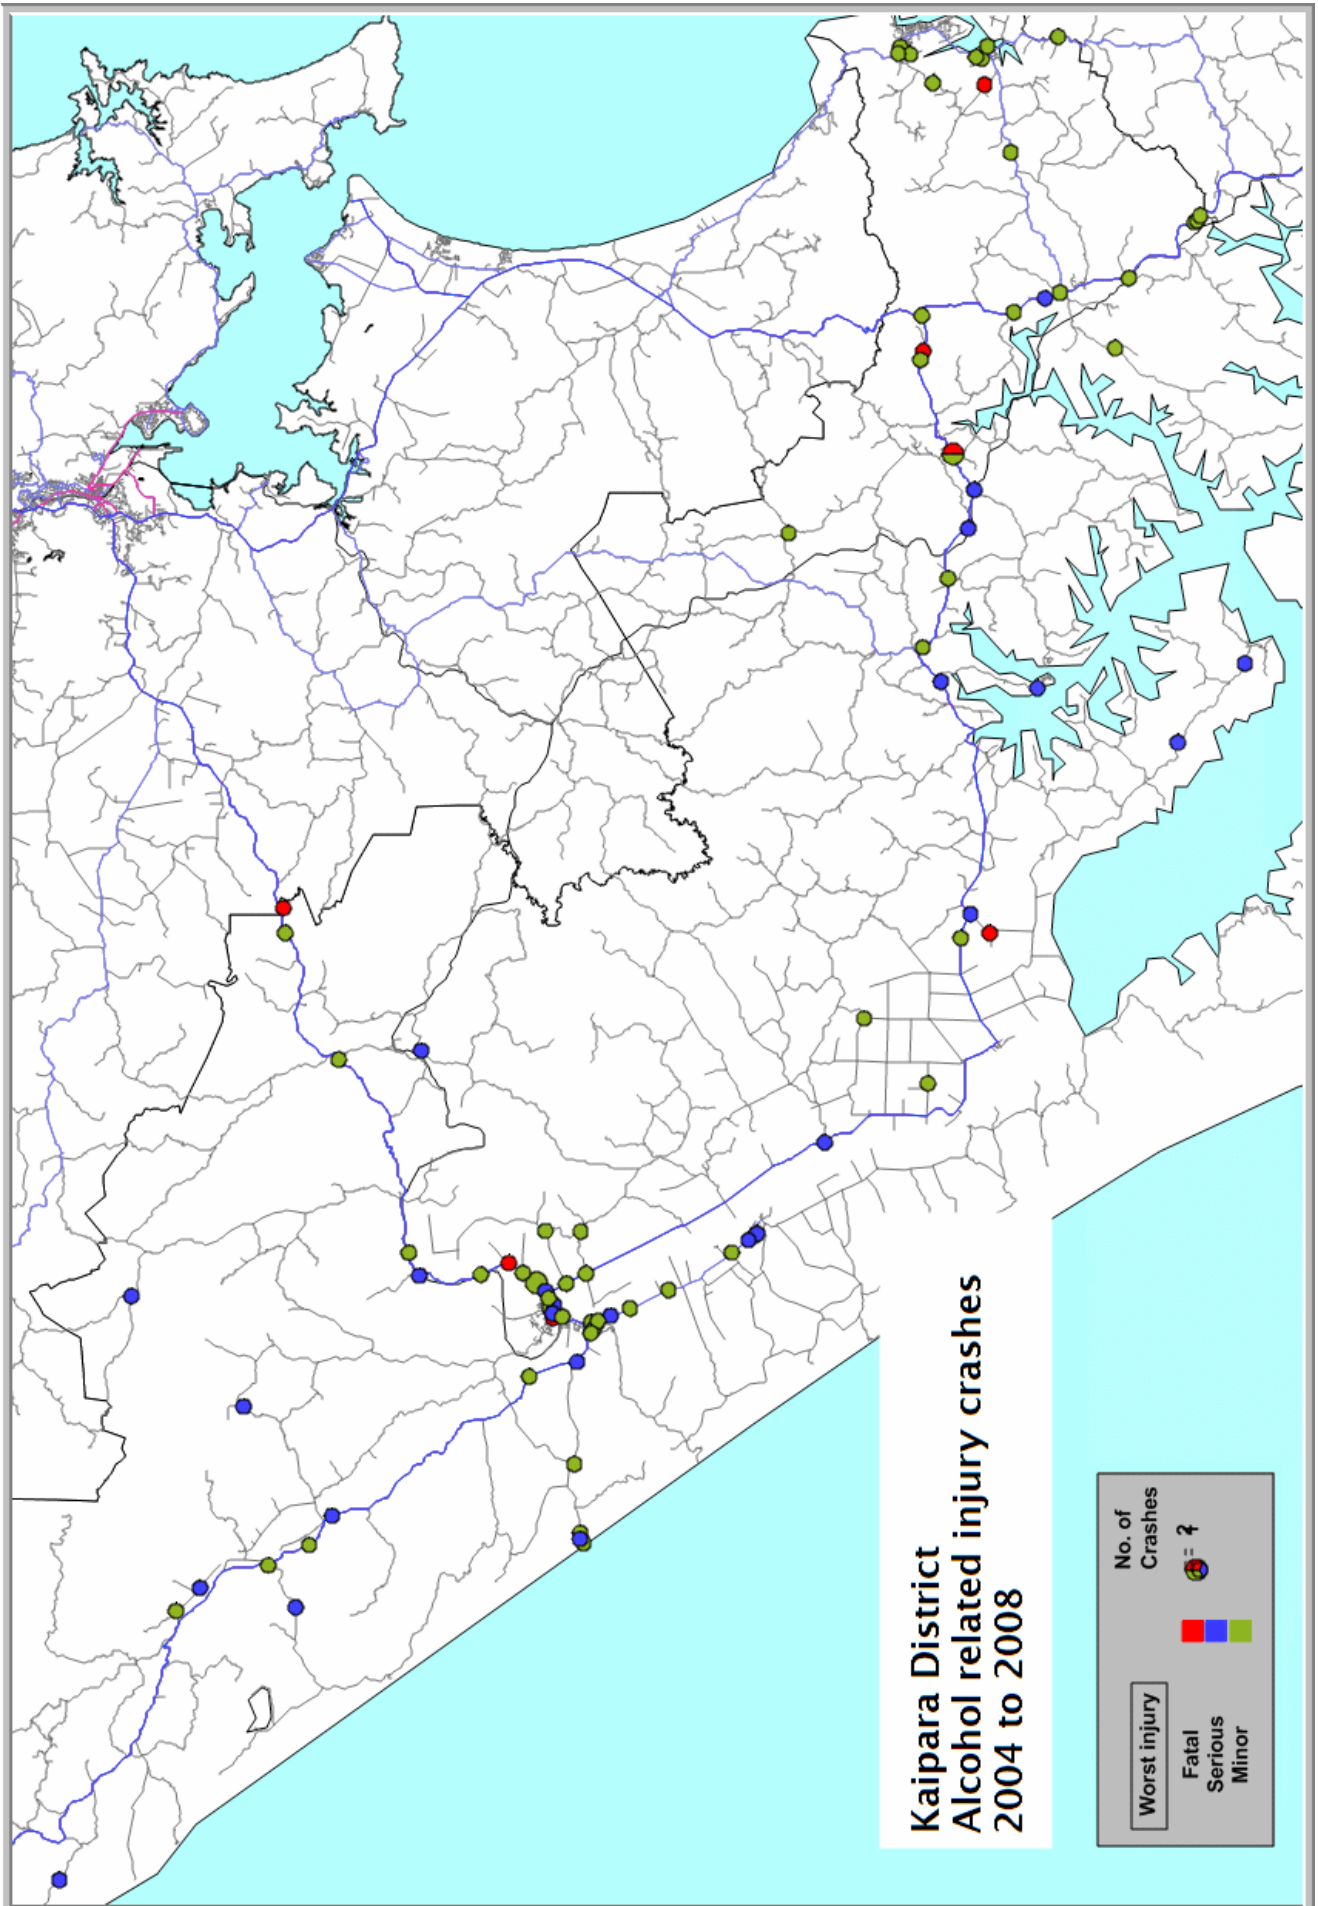 Kaipara District
Alcohol related injury crashes
2004 to 2008
Worst injury
Fatal
Serious
Minor
No. of
Crashes